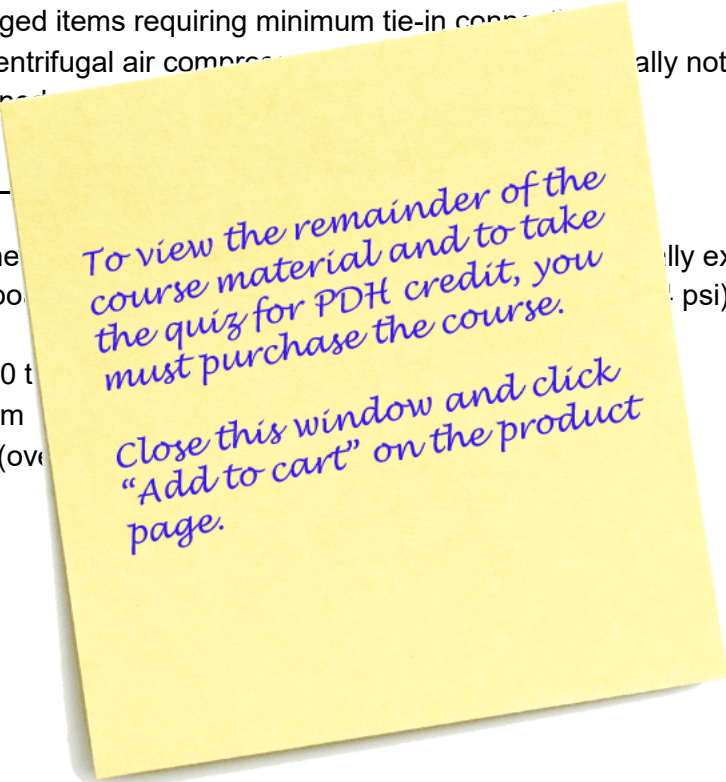 ged items requiring minimum tie-in
entrifugal air ally not
To view the remainder of the
course material and to take
the quiz for PDH credit, you
must purchase the course.
lly ex
psi)
0 t
m
(ove
Close this window and click
“Add to cart” on the product
page.